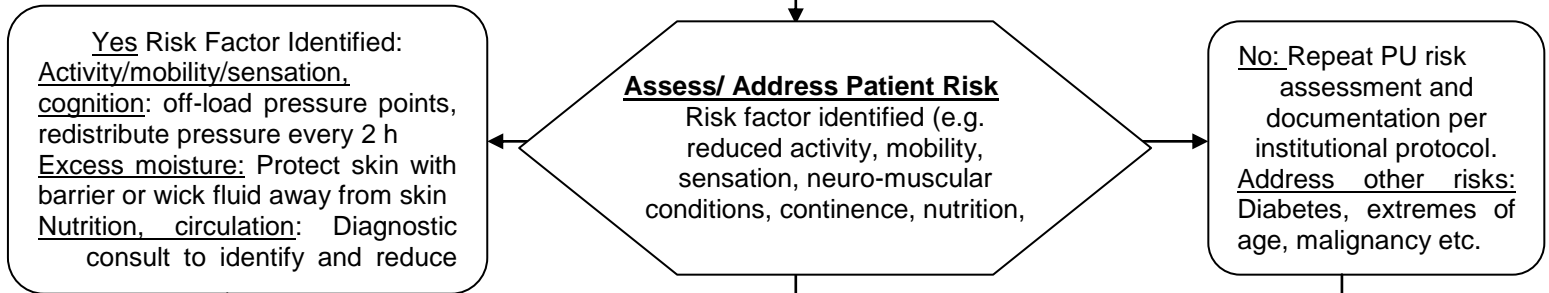 Yes Risk Factor Identified:
Activity/mobility/sensation,
cognition: off-load pressure points,
redistribute pressure every 2 h
Excess moisture: Protect skin with
barrier or wick fluid away from skin
Nutrition, circulation: Diagnostic
consult to identify and reduce
Assess/ Address Patient Risk
Risk factor identified (e.g.
reduced activity, mobility,
sensation, neuro-muscular
conditions, continence, nutrition,
No: Repeat PU risk
assessment and
documentation per
institutional protocol.
Address other risks:
Diabetes, extremes of
age, malignancy etc.